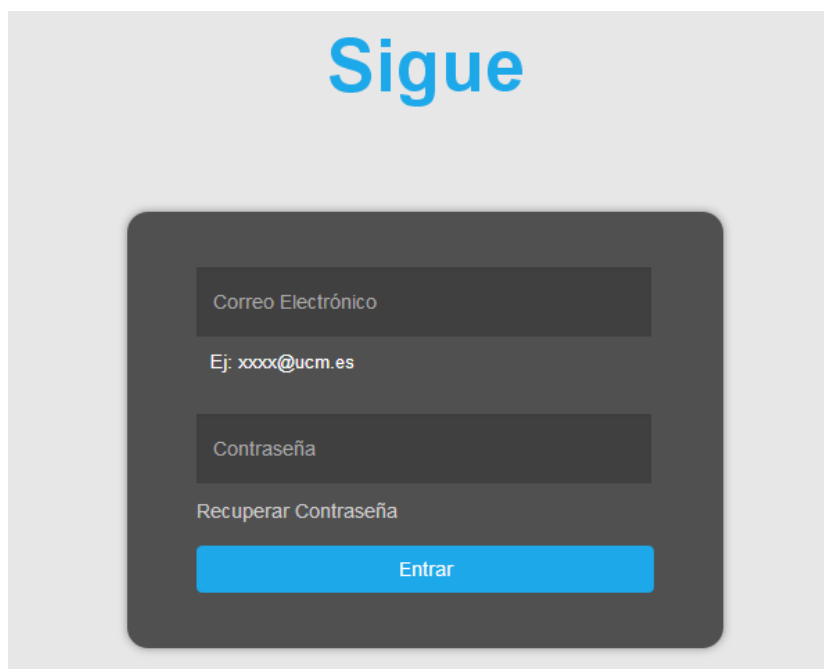 Sigue
Correo Electrónico
Ej: xxxx@ucm.es
Contraseña
Recuperar Contraseña
Entrar